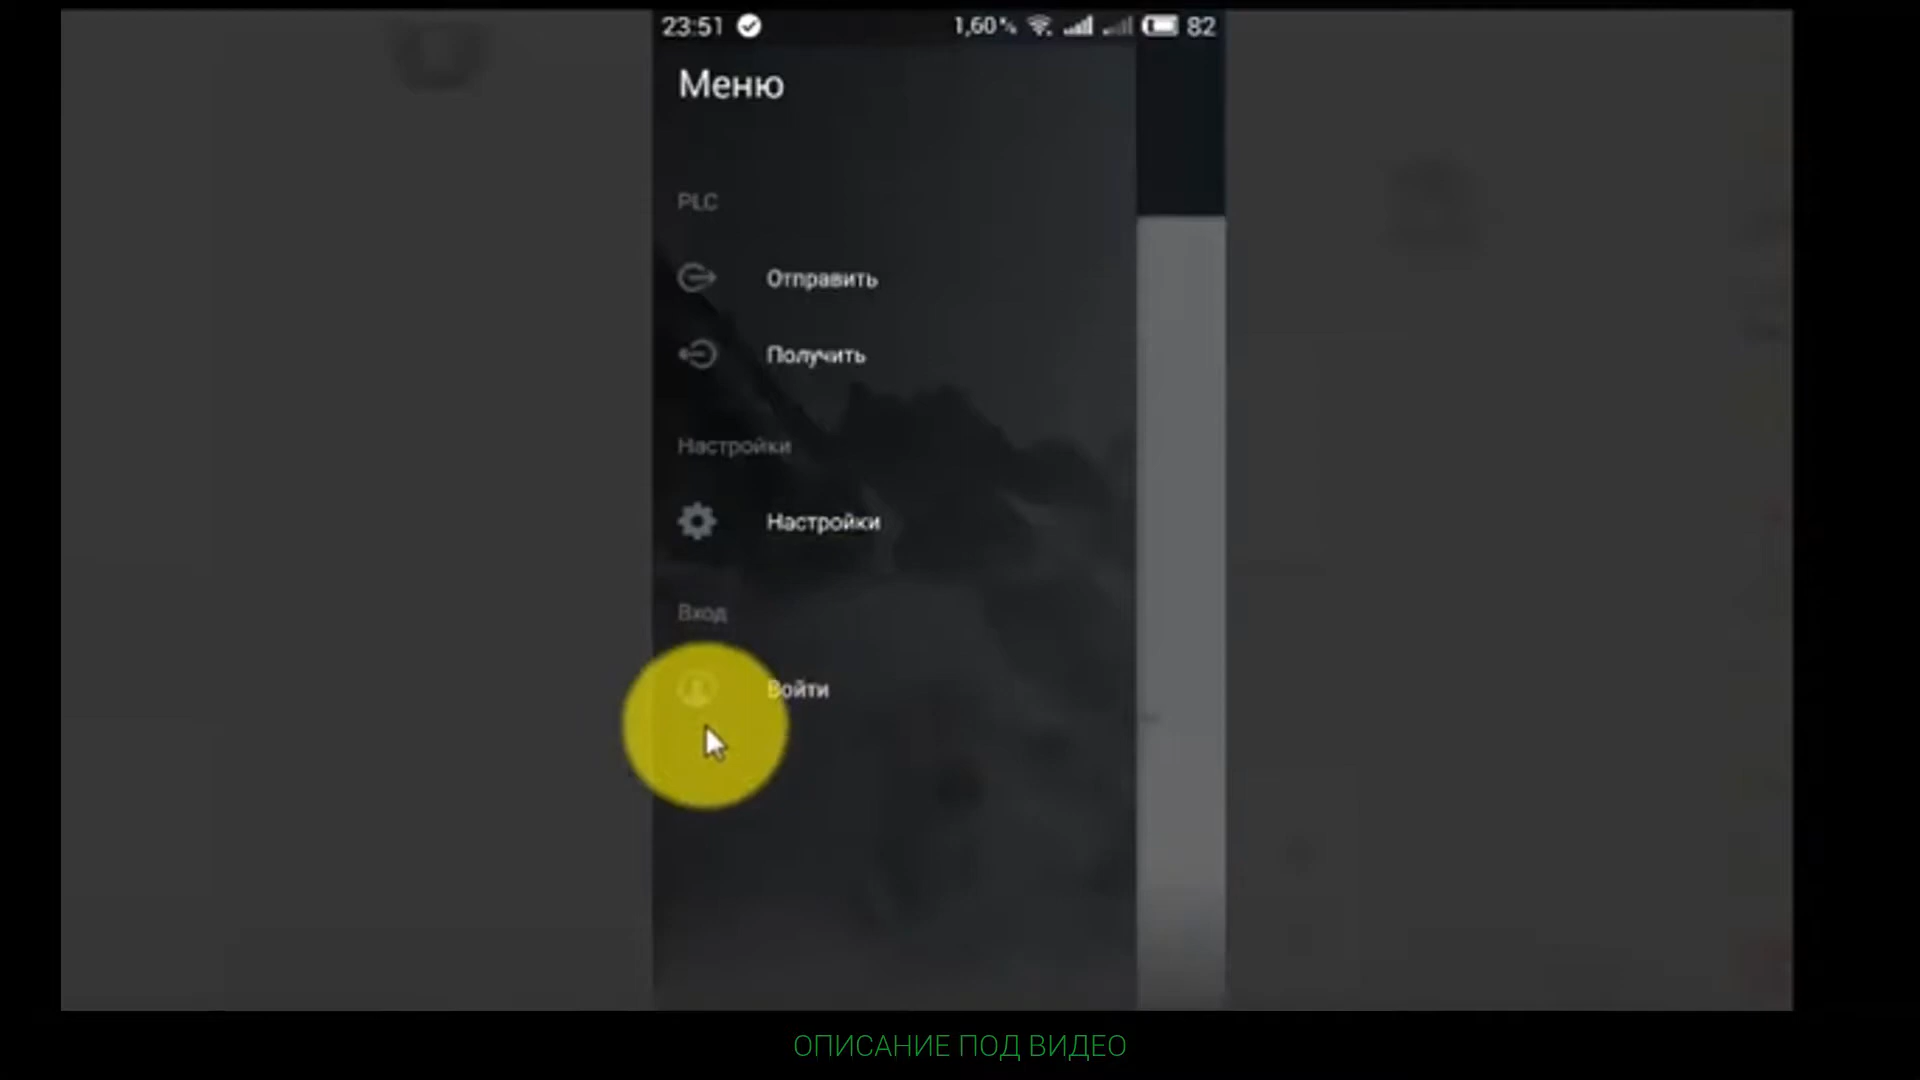 23:51 1,60 % 82
Меню
PLC
Отправить
Получить
Настройки
Настройки
Вход
Войти
ОПИСАНИЕ ПОД ВИДЕО